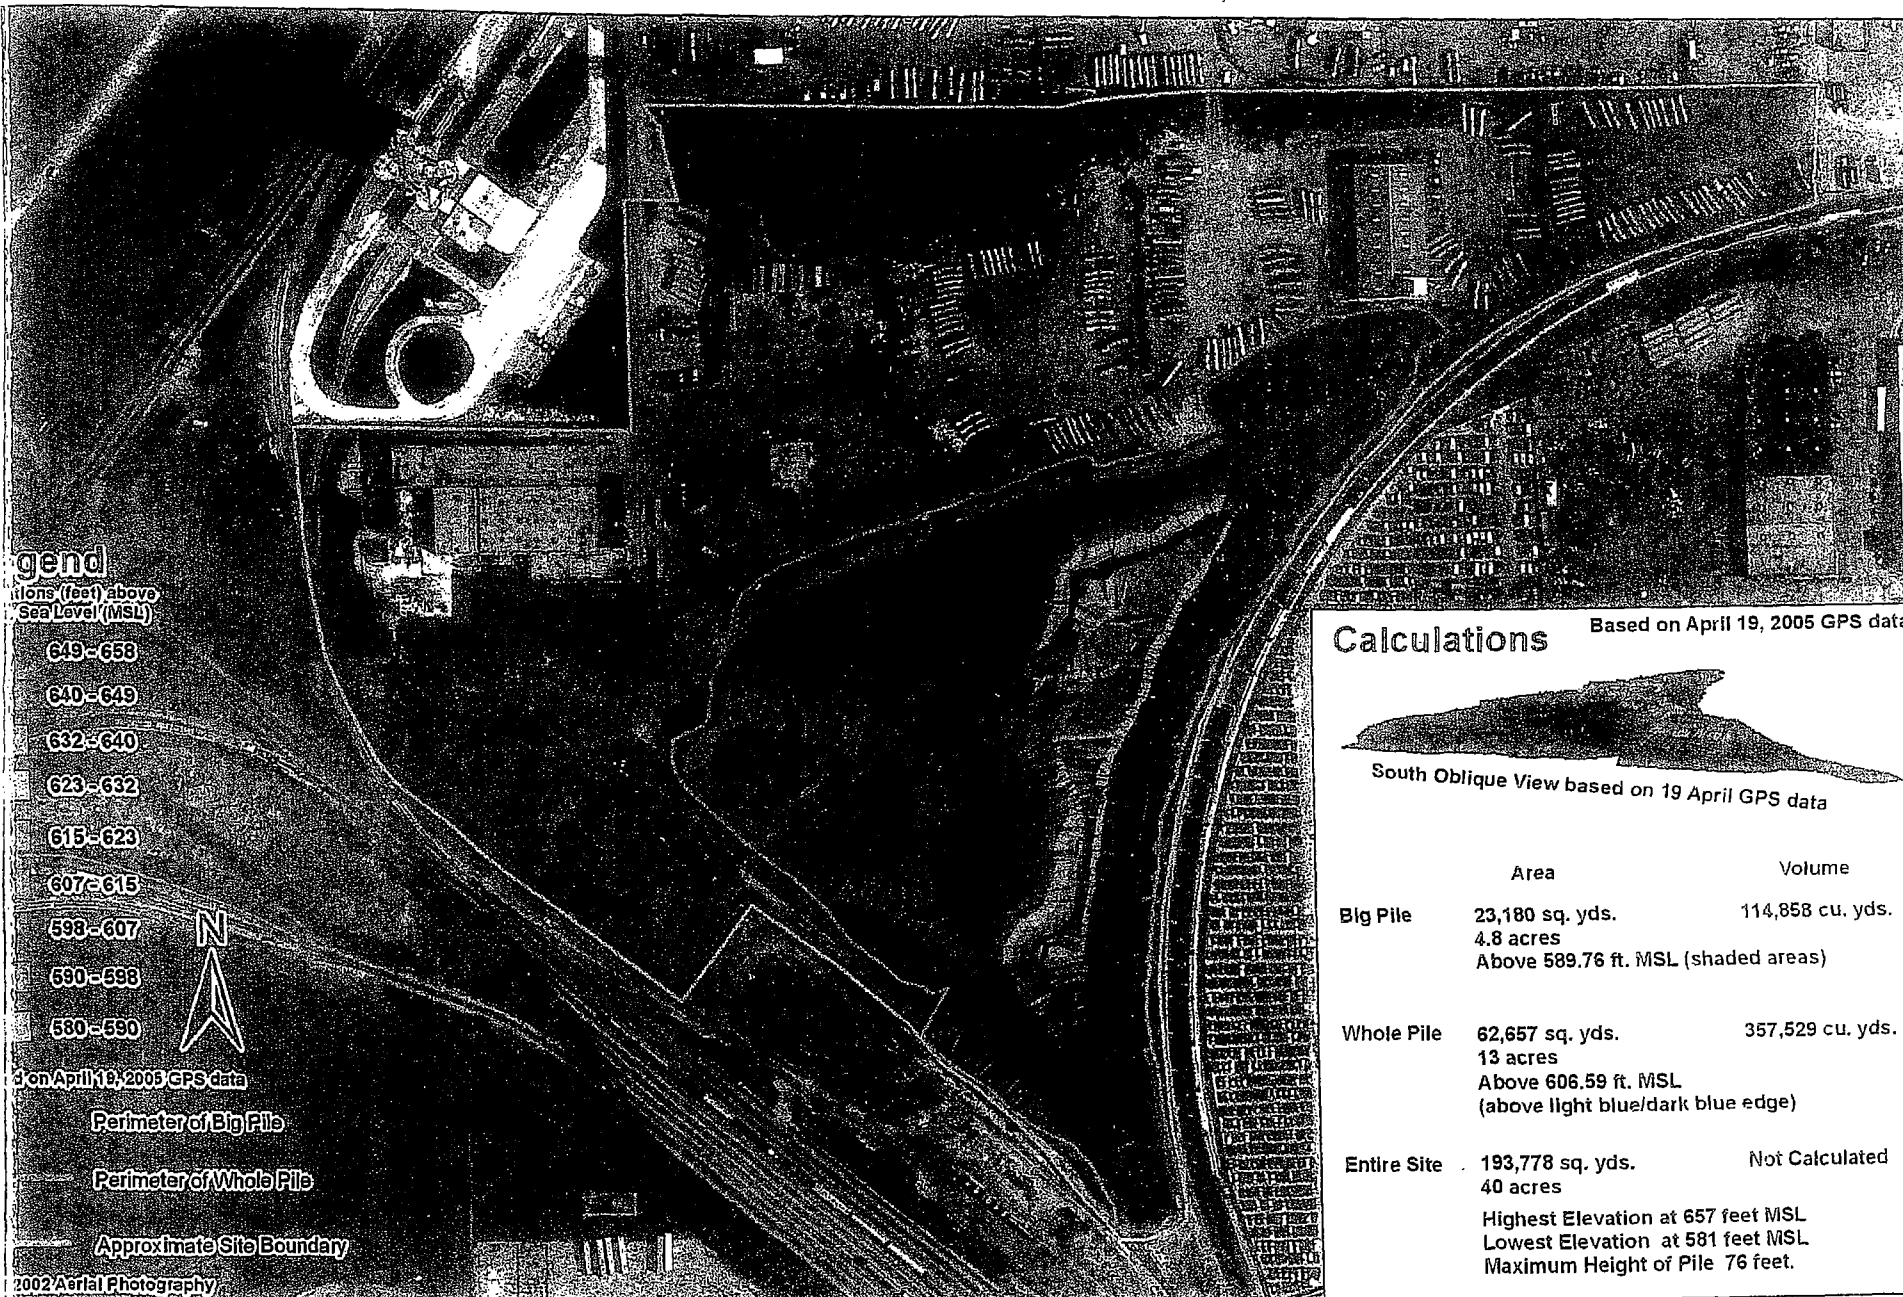 gend
ations (feet) above
Sea Level (MSL)
649 - 658
640 - 649
632 - 640
623 - 632
615 - 623
607 - 615
598 - 607
590 - 598
580 - 590
N
d on April 19, 2005 GPS data
Perimeter of Big Pile
Perimeter of Whole Pile
Approximate Site Boundary
2002 Aerial Photography
Calculations
Based on April 19, 2005 GPS data
South Oblique View based on 19 April GPS data
Area Volume
Big Pile 23,180 sq. yds. 114,858 cu. yds.
4.8 acres
Above 589.76 ft. MSL (shaded areas)
Whole Pile 62,657 sq. yds. 357,529 cu. yds.
13 acres
Above 606.59 ft. MSL
(above light blue/dark blue edge)
Entire Site 193,778 sq. yds. Not Calculated
40 acres
Highest Elevation at 657 feet MSL
Lowest Elevation at 581 feet MSL
Maximum Height of Pile 76 feet.